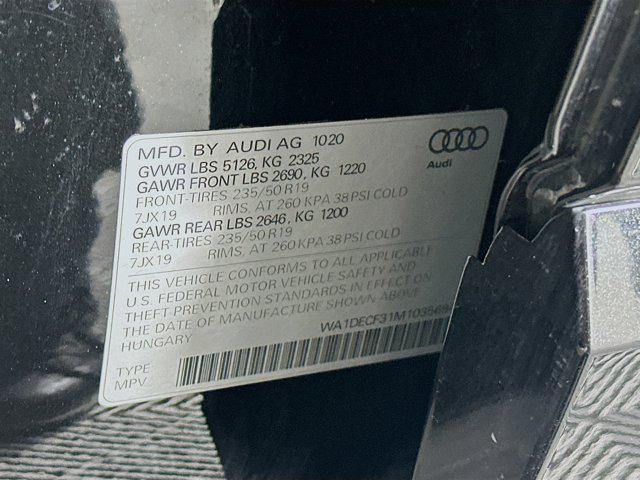 MFD. BY AUDI AG 1020
GVWR LBS 5126, KG 2325
GAWR FRONT LBS 2690, KG 1220
FRONT-TIRES 235/50 R19
7JX19 RIMS, AT 260 KPA 38 PSI COLD
GAWR REAR LBS 2646, KG 1200
REAR-TIRES 235/50 R19
7JX19 RIMS, AT 260 KPA 38 PSI COLD
Audi
THIS VEHICLE CONFORMS TO ALL APPLICABLE
U.S. FEDERAL MOTOR VEHICLE SAFETY AND
THEFT PREVENTION STANDARDS IN EFFECT ON
THE DATE OF MANUFACTURE SHOWN ABOVE
HUNGARY
TYPE
MPV